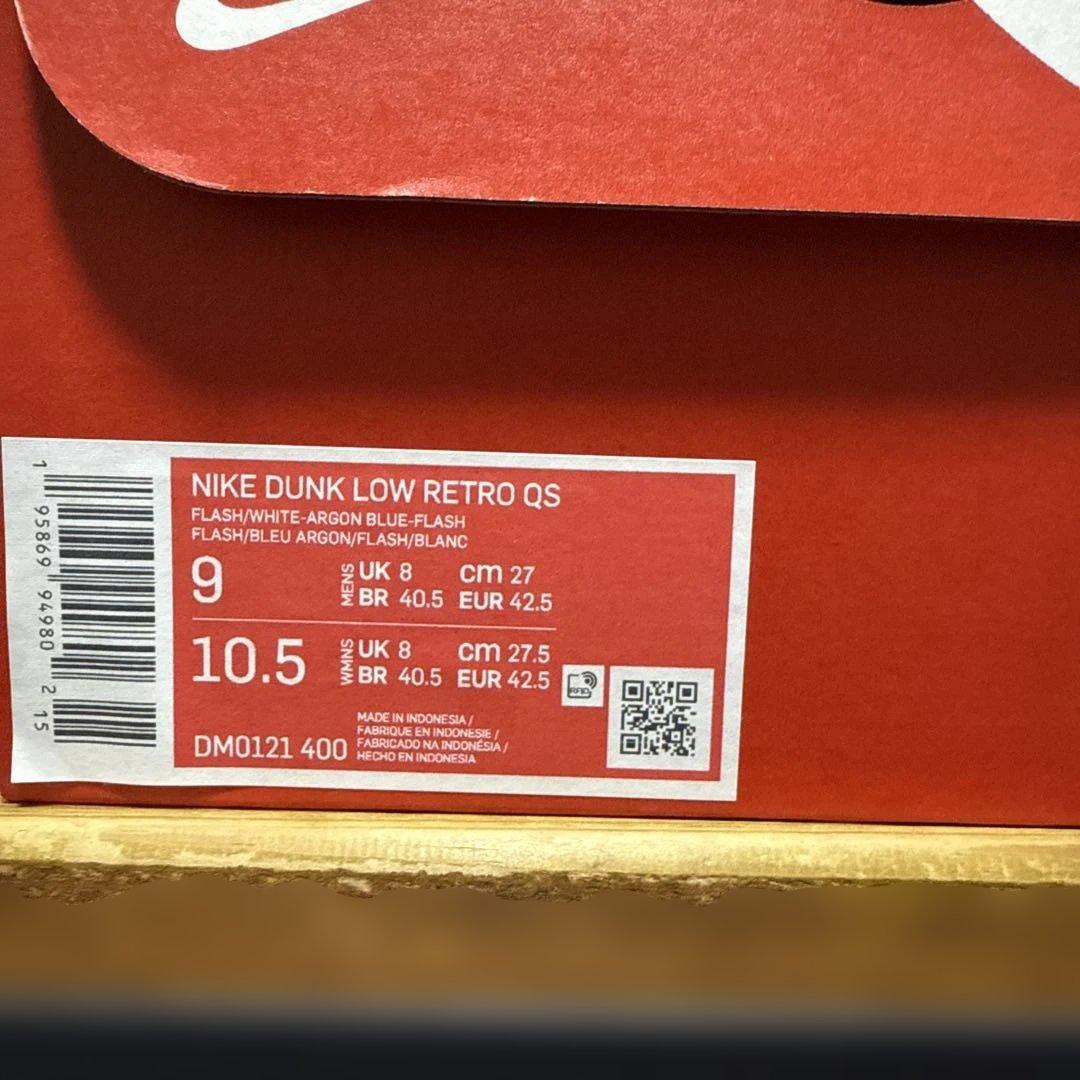 1 95869 94980 2 15
NIKE DUNK LOW RETRO QS
FLASH/WHITE-ARGON BLUE-FLASH
FLASH/BLEU ARGON/FLASH/BLANC
9 MENS UK 8 cm 27
BR 40.5 EUR 42.5
10.5 WMNS UK 8 cm 27.5
BR 40.5 EUR 42.5
RFID
MADE IN INDONESIA /
FABRIQUE EN INDONESIE /
DM0121 400 FABRICADO NA INDONÉSIA /
HECHO EN INDONESIA